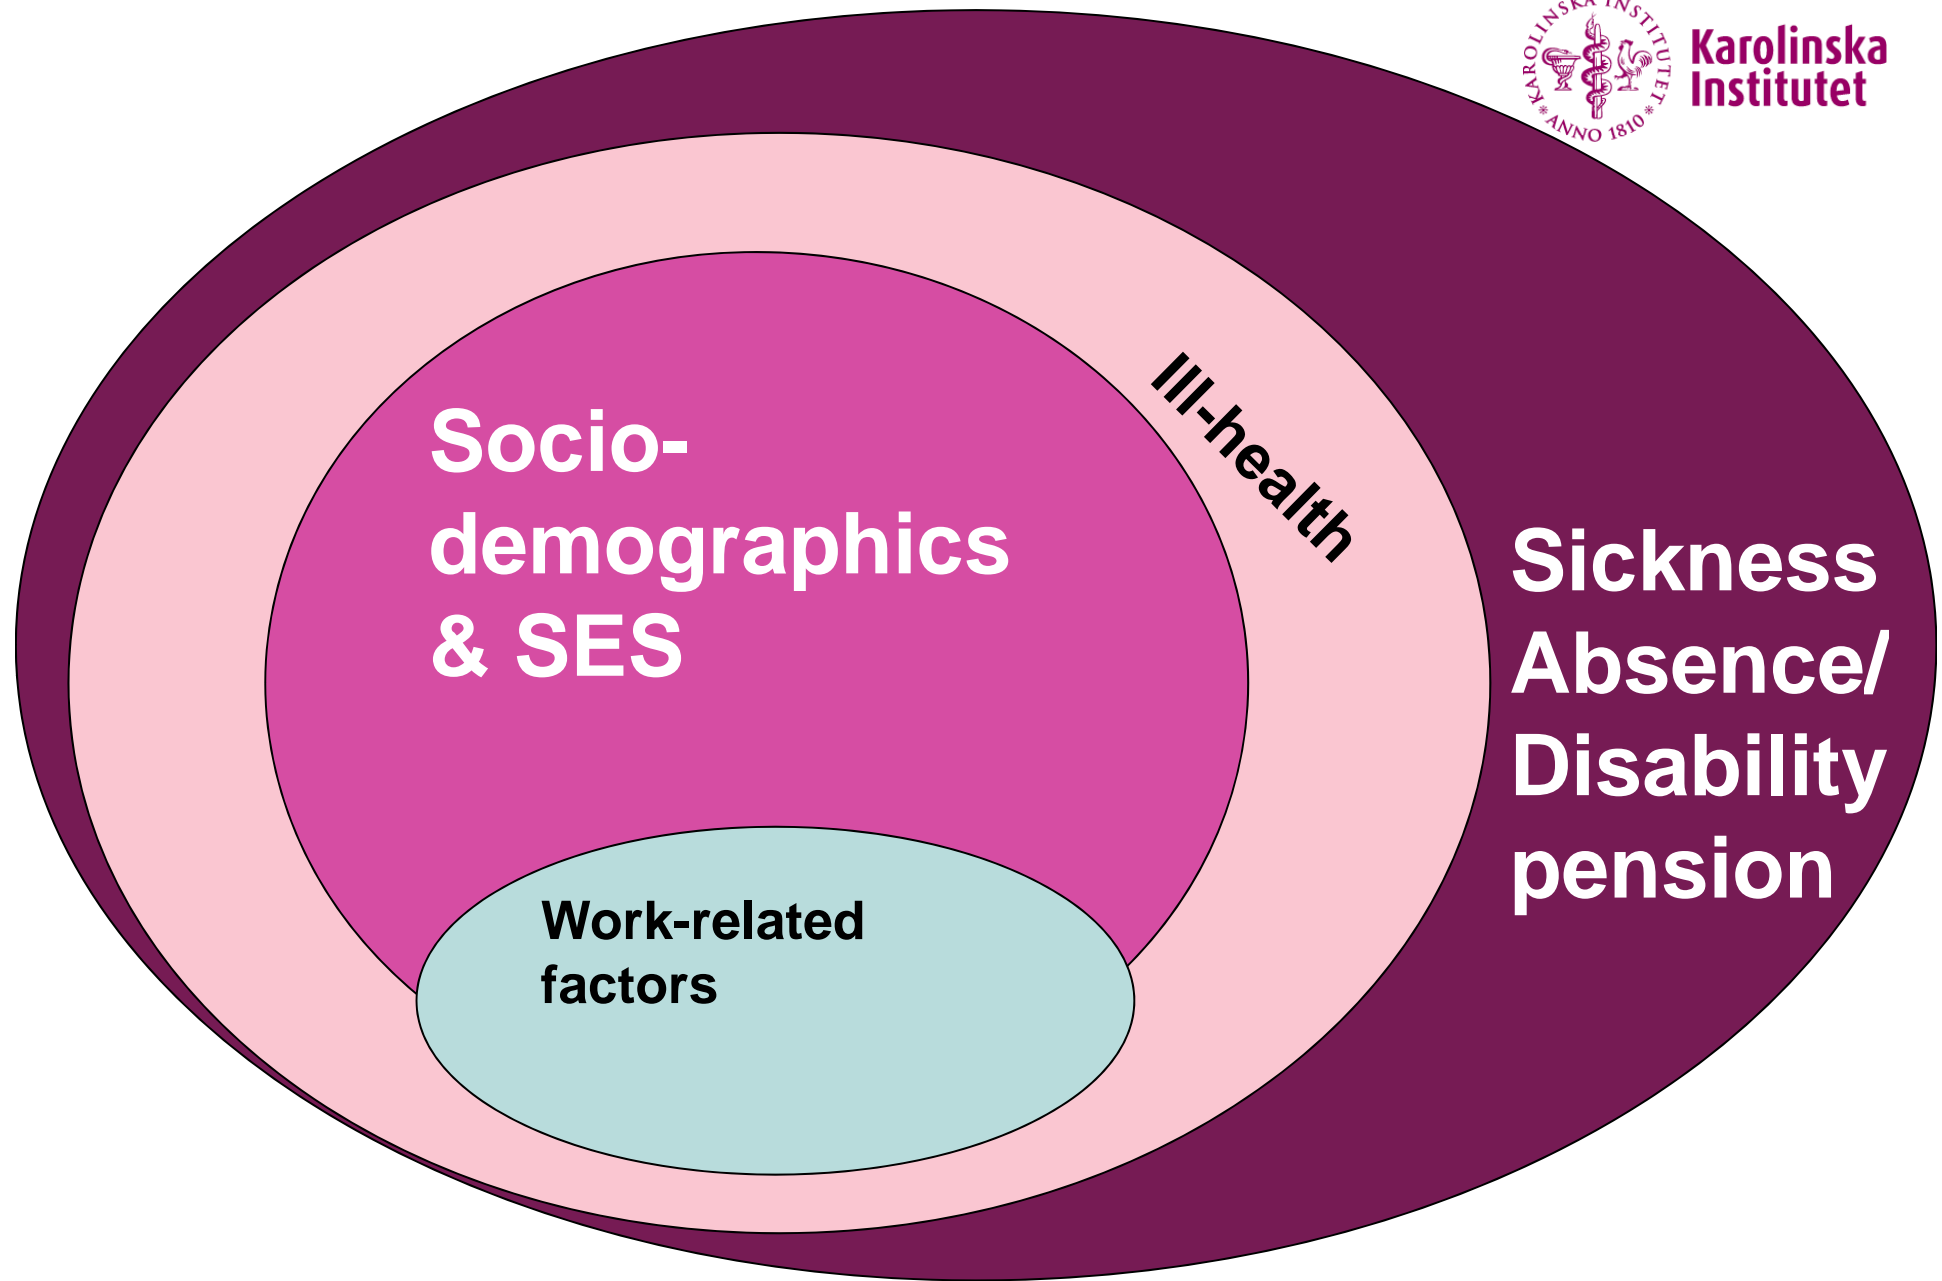 KAROLINSKA INSTITUTET
* ANNO 1810 *
Karolinska
Institutet
Socio-
demographics
& SES
Ill-health
Sickness
Absence/
Disability
pension
Work-related
factors